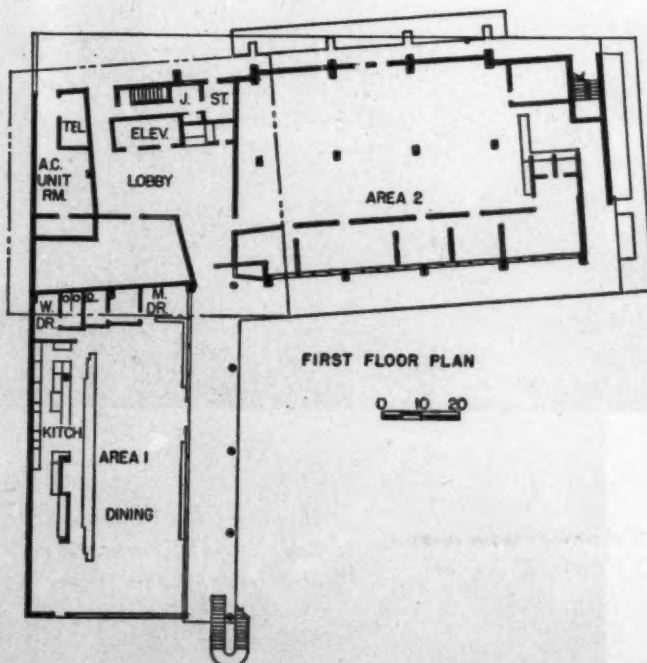 J. ST.
TEL.
ELEV.
A.C.
UNIT
RM.
LOBBY
AREA 2
W.
DR.
M.
DR.
FIRST FLOOR PLAN
0 10 20
KITCH
AREA 1
DINING